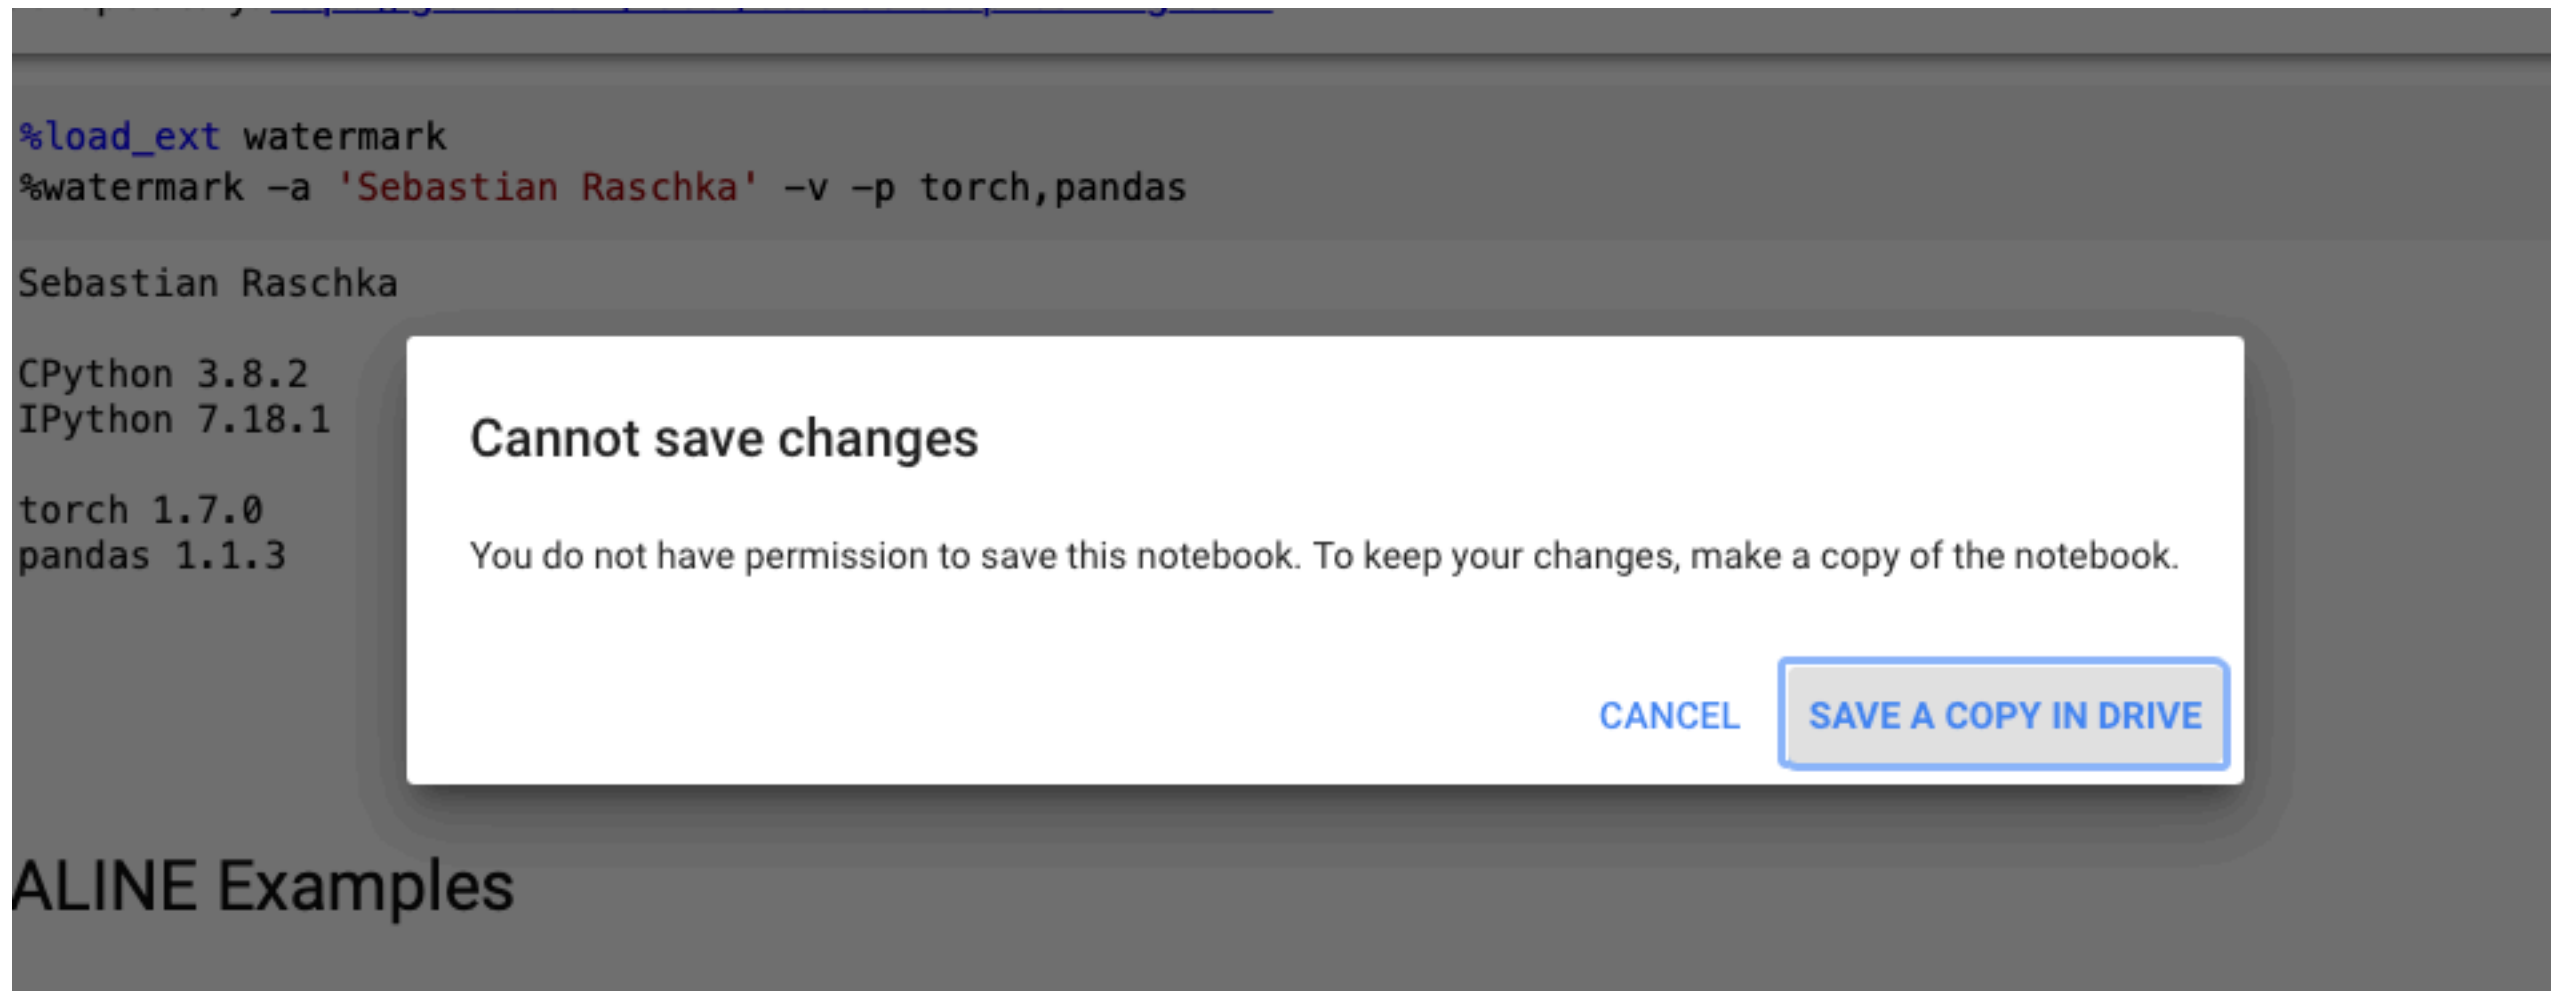 %load_ext watermark
%watermark -a 'Sebastian Raschka' -v -p torch,pandas
Sebastian Raschka
CPython 3.8.2
IPython 7.18.1
torch 1.7.0
pandas 1.1.3
Cannot save changes
You do not have permission to save this notebook. To keep your changes, make a copy of the notebook.
CANCEL
SAVE A COPY IN DRIVE
ALINE Examples